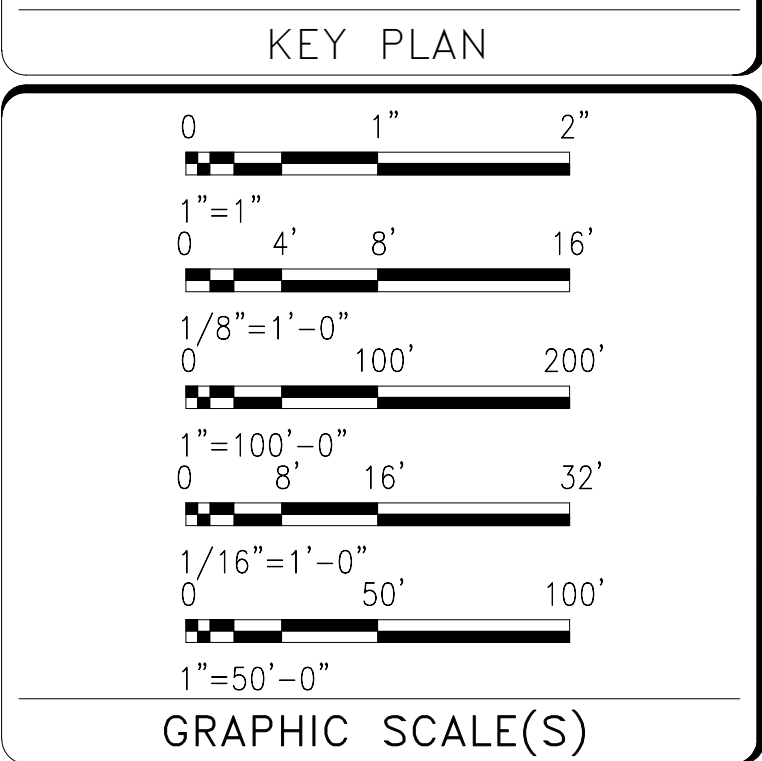 KEY PLAN
0 1” 2”
1”=1”
0 4’ 8’ 16’
1/8”=1’-0”
0 100’ 200’
1”=100’-0”
0 8’ 16’ 32’
1/16”=1’-0”
0 50’ 100’
1”=50’-0”
GRAPHIC SCALE(S)